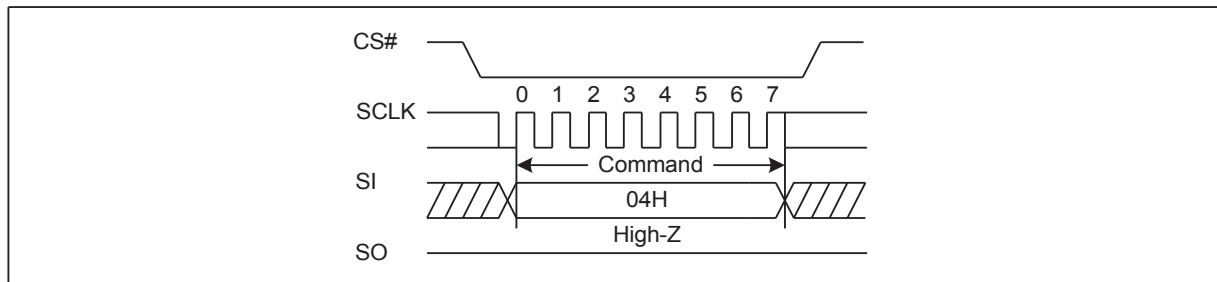 CS#
0 1 2 3 4 5 6 7
SCLK
Command
SI
04H
High-Z
SO